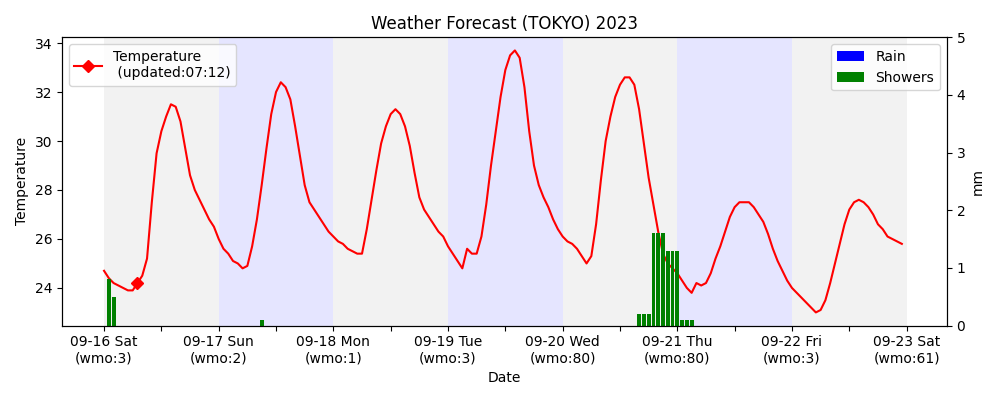 Weather Forecast (TOKYO) 2023
Temperature
(updated:07:12)
Rain
Showers
34
32
30
28
26
24
Temperature
5
4
3
2
1
0
mm
09-16 Sat
(wmo:3)
09-17 Sun
(wmo:2)
09-18 Mon
(wmo:1)
09-19 Tue
(wmo:3)
09-20 Wed
(wmo:80)
09-21 Thu
(wmo:80)
09-22 Fri
(wmo:3)
09-23 Sat
(wmo:61)
Date